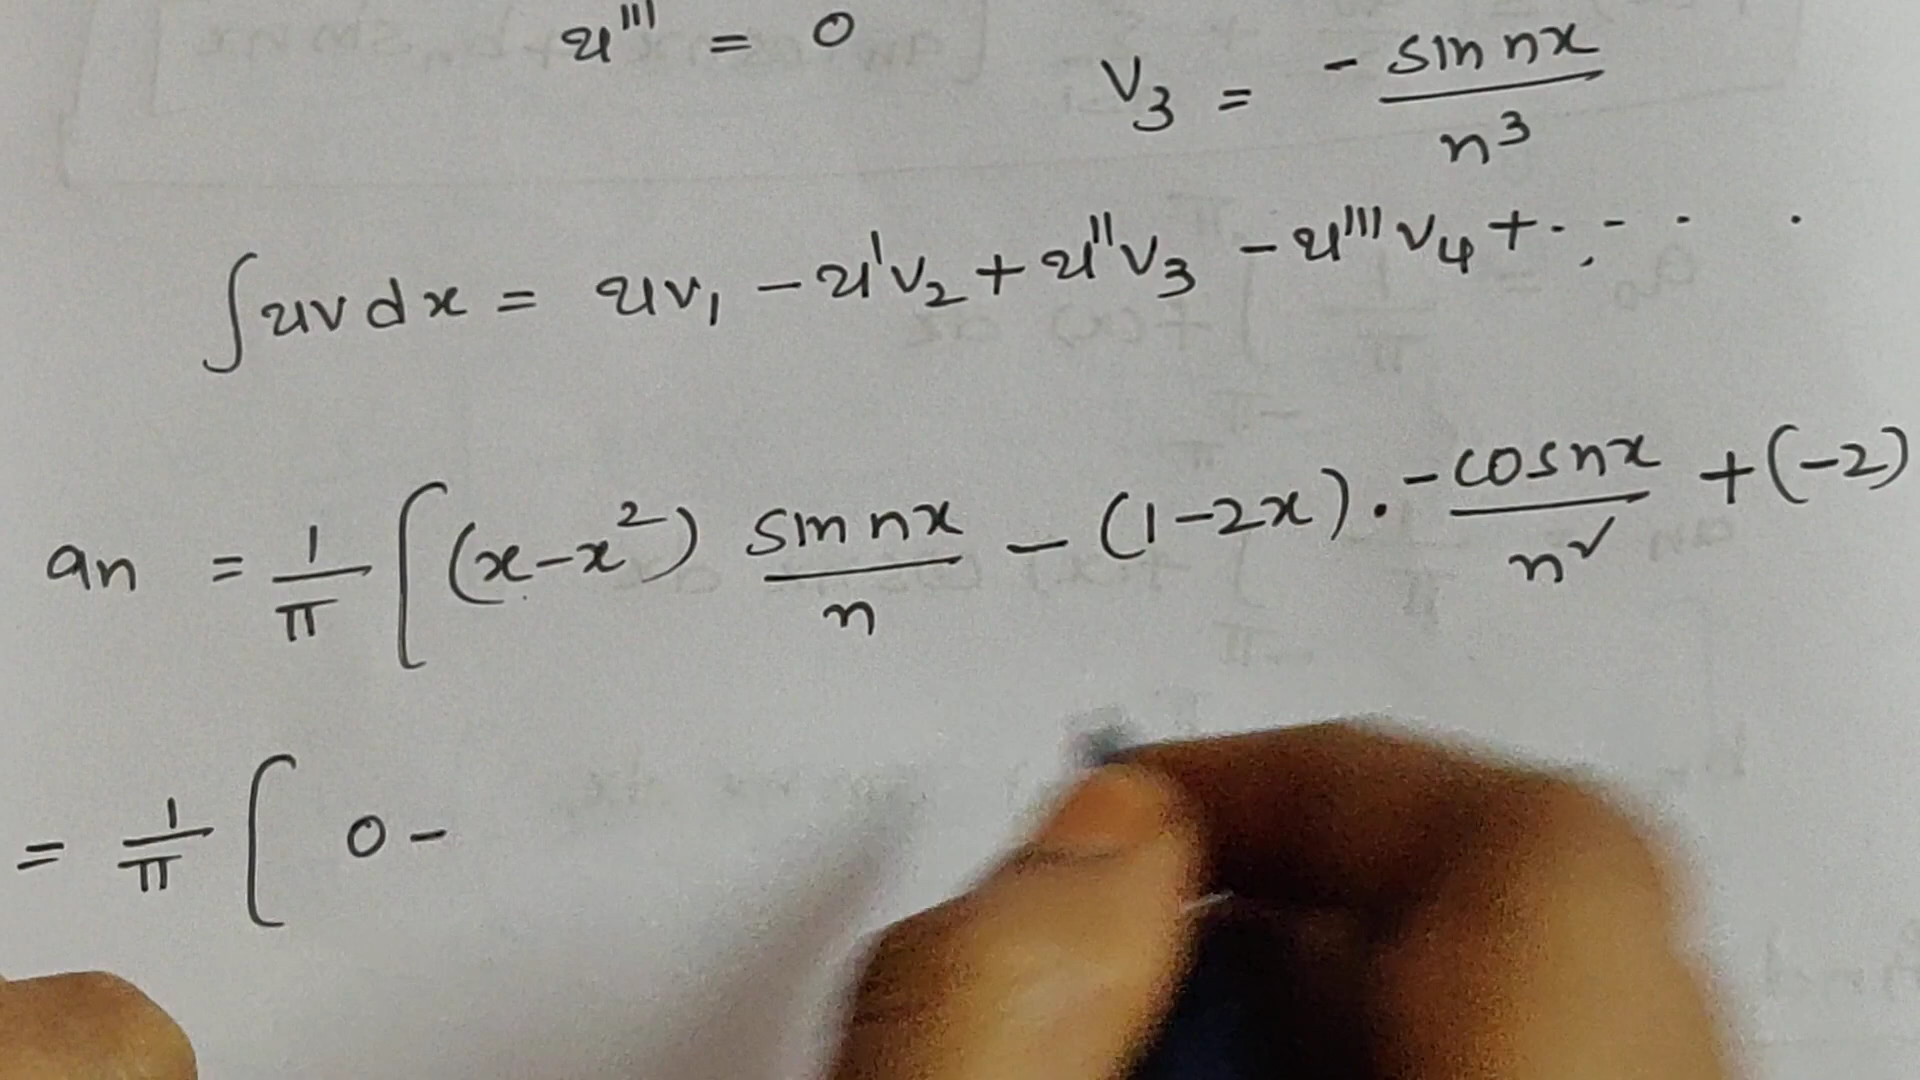 u''' = 0
V₃ = - sin nx / n³
∫uv dx = uv₁ - u'v₂ + u''v₃ - u'''v₄ + .....
an = 1/π [(x-x²) sin nx / n - (1-2x) . -cos nx / n² + (-2)
= 1/π [ 0 -